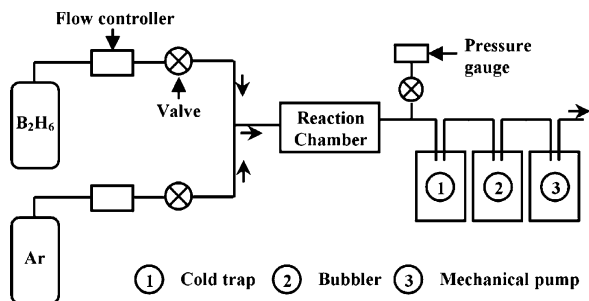 Flow controller
B₂H₆
Valve
Ar
Reaction
Chamber
Pressure
gauge
1 2 3
1 Cold trap 2 Bubbler 3 Mechanical pump